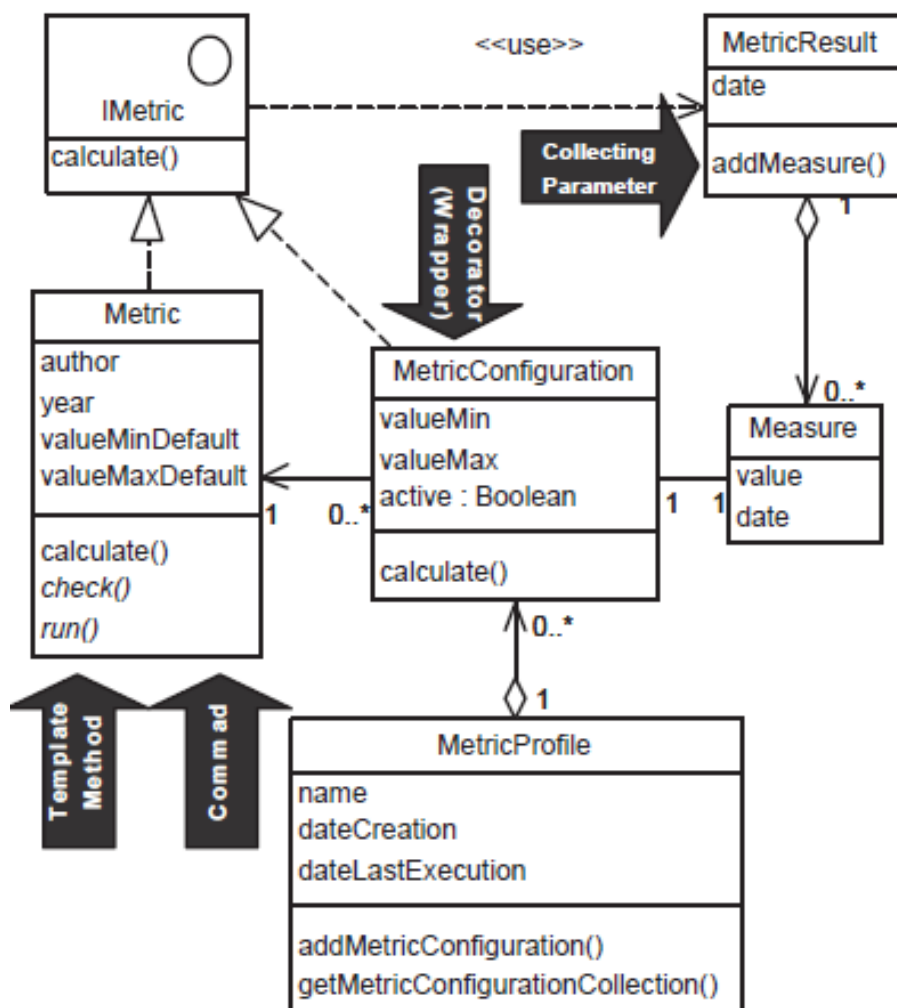 <<use>>
IMetric
calculate()
MetricResult
date
addMeasure()
Collecting
Parameter
1
0..*
Decorator
(Wrapper)
Metric
author
year
valueMinDefault
valueMaxDefault
calculate()
check()
run()
1
0..*
MetricConfiguration
valueMin
valueMax
active : Boolean
calculate()
1
1
Measure
value
date
0..*
1
Template
Method
Commad
MetricProfile
name
dateCreation
dateLastExecution
addMetricConfiguration()
getMetricConfigurationCollection()